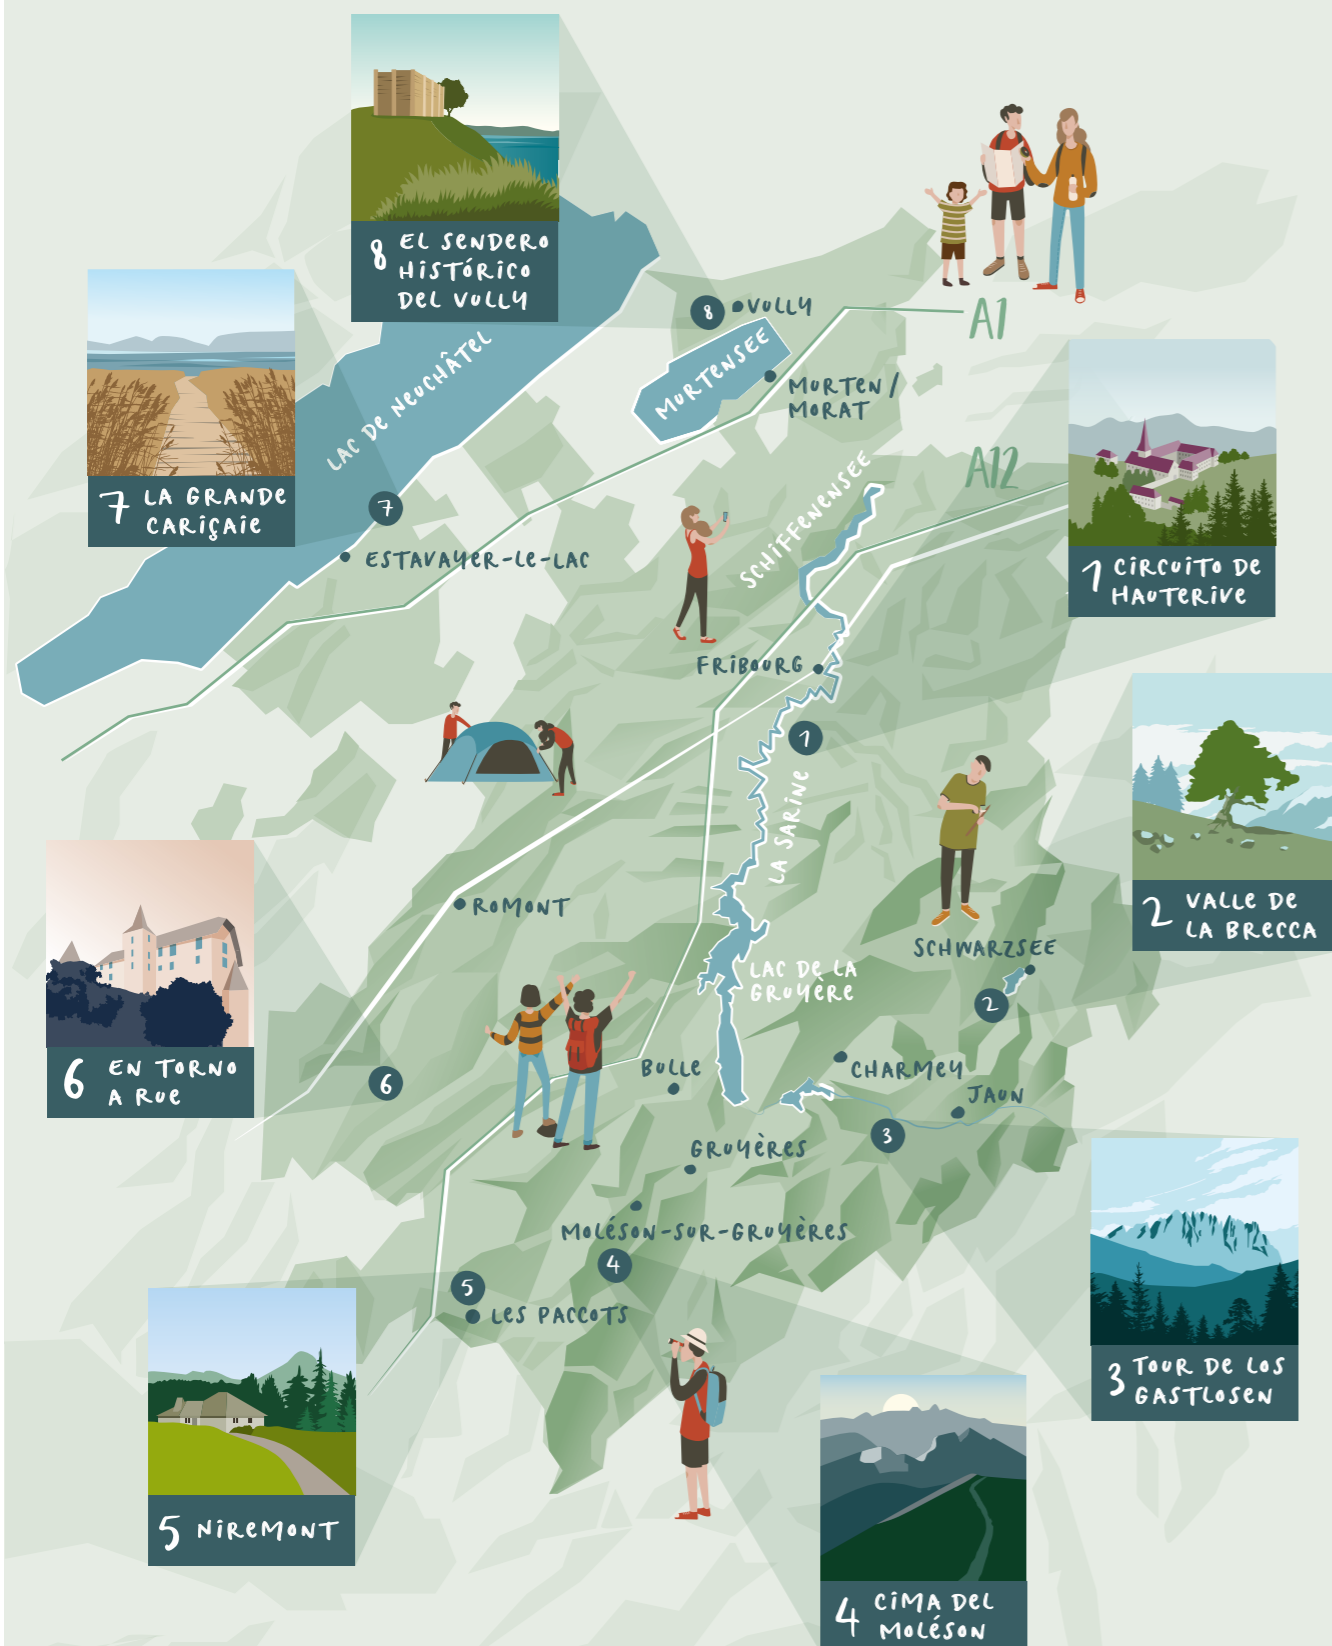 8 EL SENDERO
HISTÓRICO
DEL VULLY
7 LA GRANDE
CARIÇAIE
LAC DE NEUCHÂTEL
8
VULLY
MURTENSEE
MURTEN/
MORAT
A1
A12
1 CIRCUITO DE
HAUTERIVE
7
ESTAVAYER-LE-LAC
SCHIFFENENSEE
FRIBOURG
1
LA SARINE
2 VALLE DE
LA BRECCA
ROMONT
SCHWARZSEE
2
LAC DE LA
GRUYÈRE
6 EN TORNO
A RUE
6
BULLE
CHARMEY
JAUN
3
GRUYÈRES
MOLÉSON-SUR-GRUYÈRES
4
5
LES PACCOTS
3 TOUR DE LOS
GASTLOSEN
5 NIREMONT
4 CIMA DEL
MOLÉSON